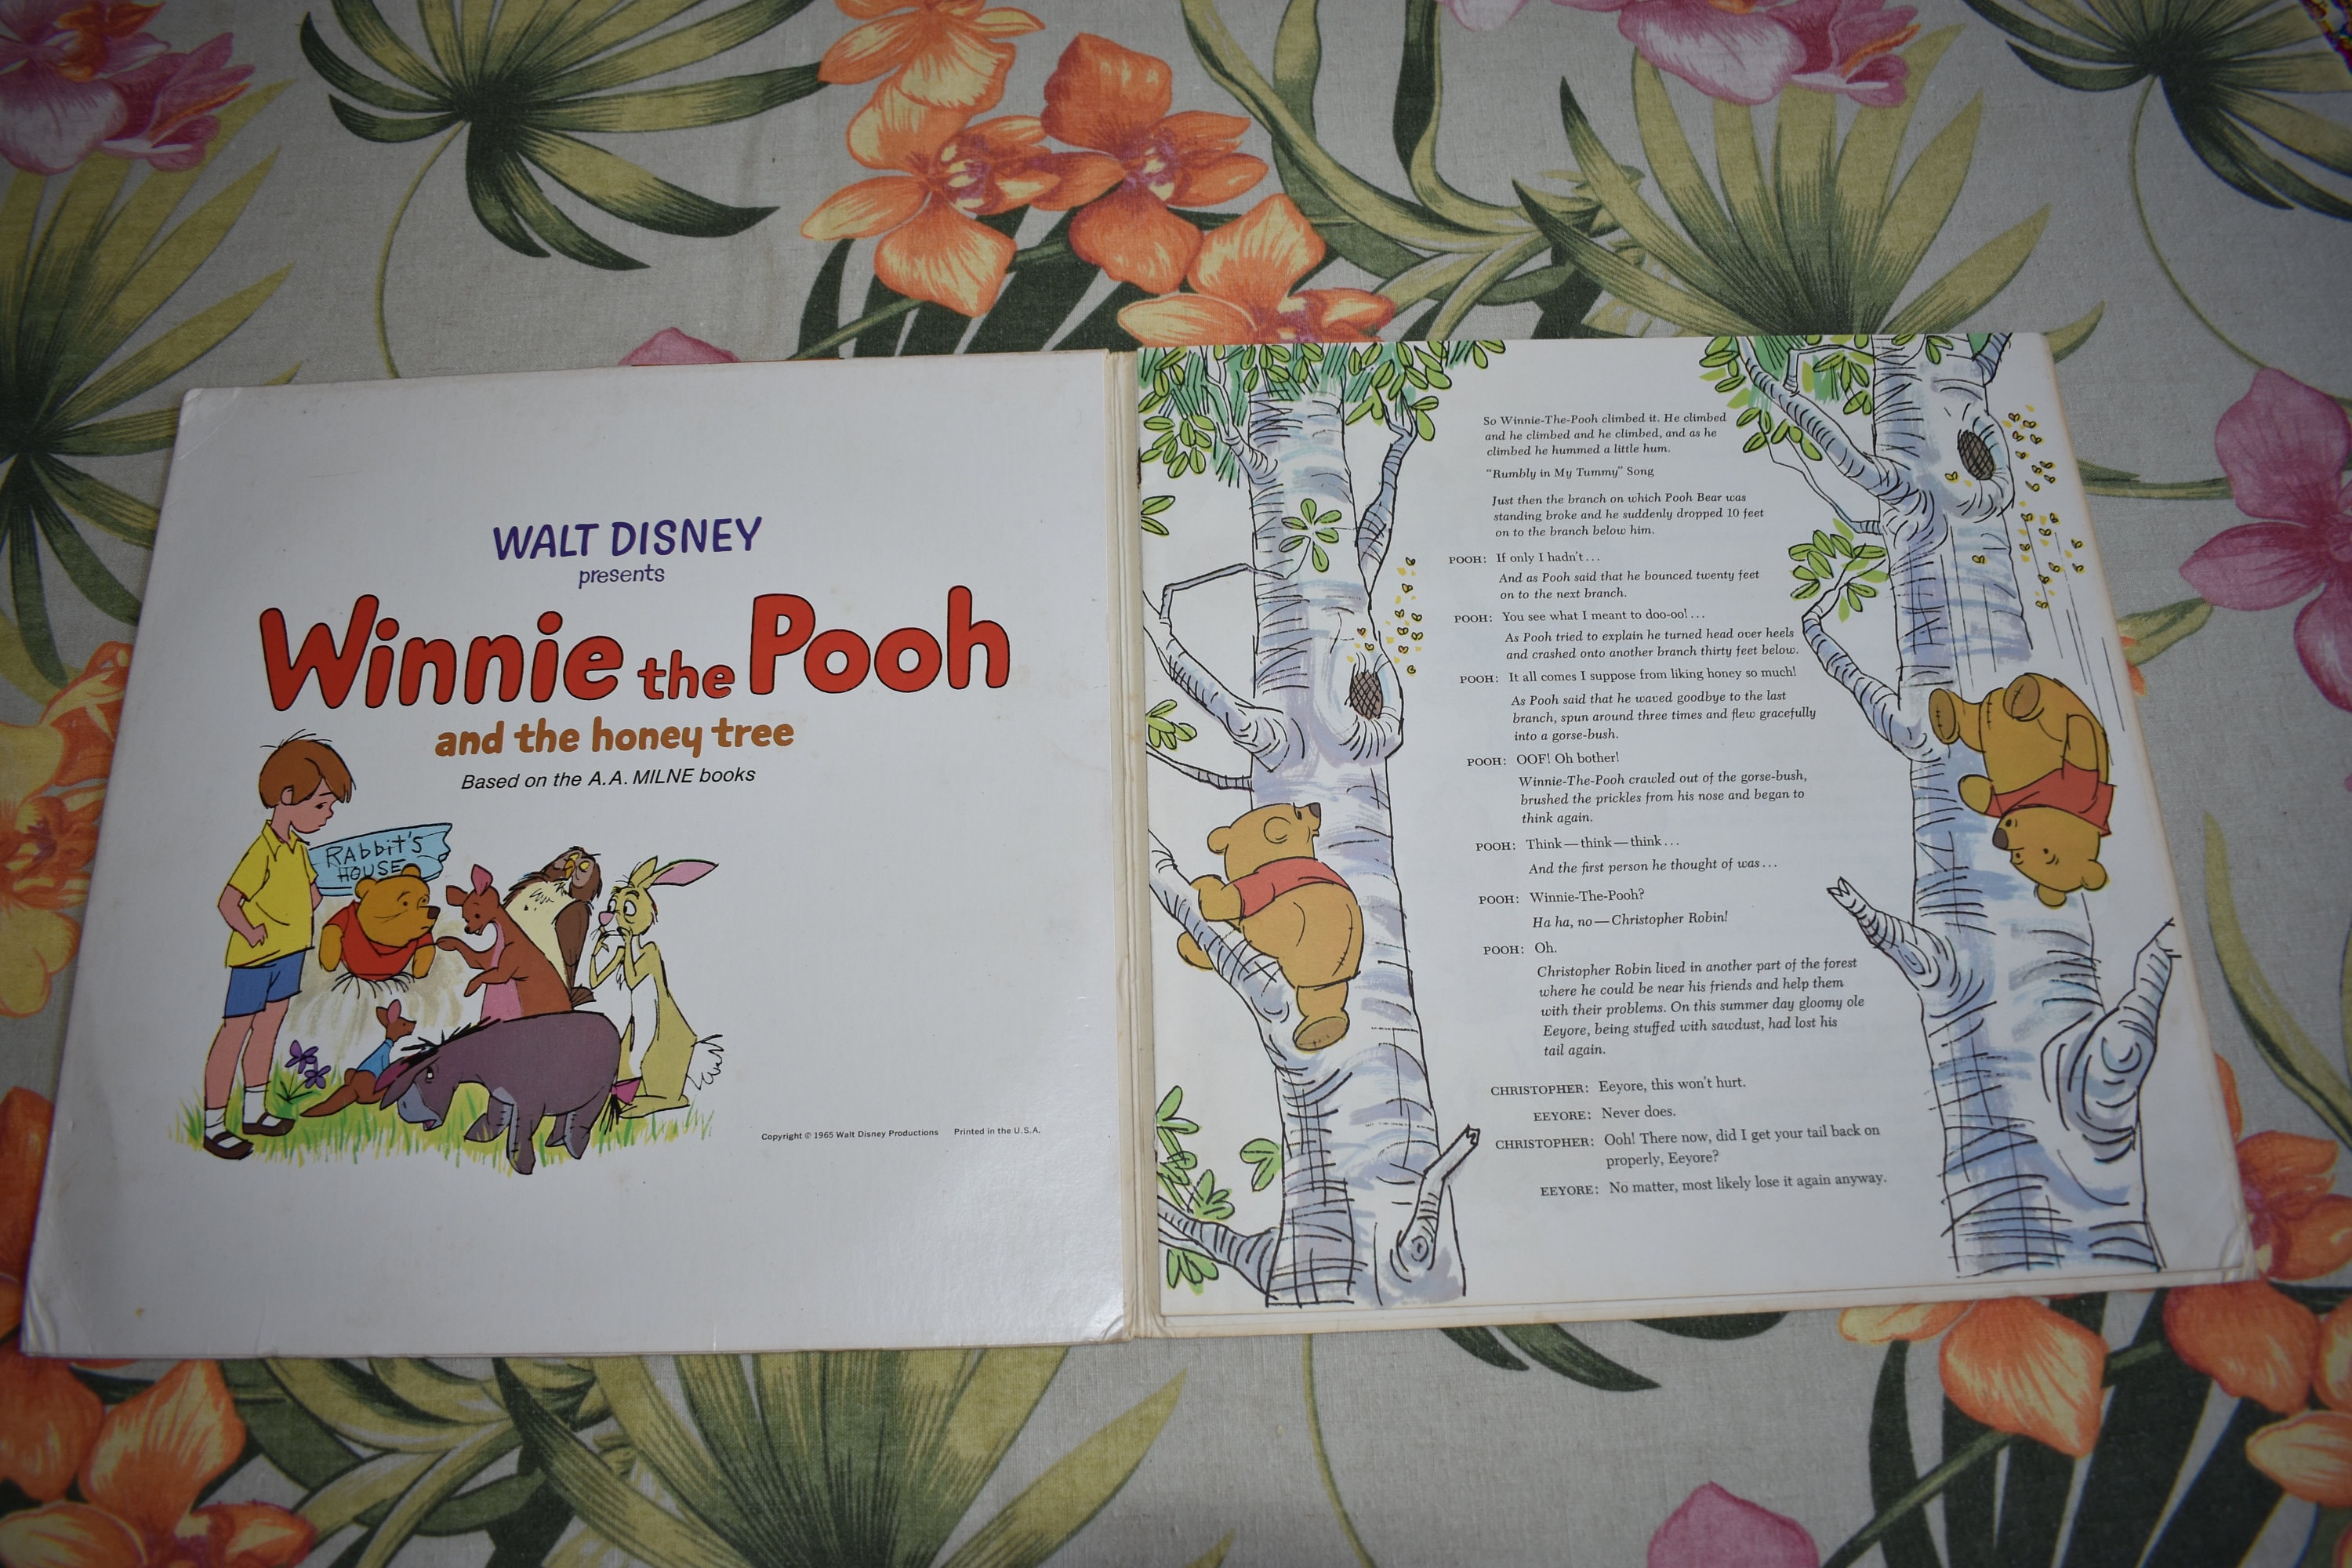 WALT DISNEY
presents
Winnie the Pooh
and the honey tree
Based on the A.A. MILNE books
RAbbit's
HOUSE
Copyright © 1965 Walt Disney Productions Printed in the U.S.A.
So Winnie-The-Pooh climbed it. He climbed
and he climbed and he climbed, and as he
climbed he hummed a little hum.
"Rumbly in My Tummy" Song
Just then the branch on which Pooh Bear was
standing broke and he suddenly dropped 10 feet
on to the branch below him.
POOH: If only I hadn't...
And as Pooh said that he bounced twenty feet
on to the next branch.
POOH: You see what I meant to doo-oo!...
As Pooh tried to explain he turned head over heels
and crashed onto another branch thirty feet below.
POOH: It all comes I suppose from liking honey so much!
As Pooh said that he waved goodbye to the last
branch, spun around three times and flew gracefully
into a gorse-bush.
POOH: OOF! Oh bother!
Winnie-The-Pooh crawled out of the gorse-bush,
brushed the prickles from his nose and began to
think again.
POOH: Think—think—think...
And the first person he thought of was...
POOH: Winnie-The-Pooh?
Ha ha, no—Christopher Robin!
POOH: Oh.
Christopher Robin lived in another part of the forest
where he could be near his friends and help them
with their problems. On this summer day gloomy ole
Eeyore, being stuffed with sawdust, had lost his
tail again.
CHRISTOPHER: Eeyore, this won't hurt.
EEYORE: Never does.
CHRISTOPHER: Ooh! There now, did I get your tail back on
properly, Eeyore?
EEYORE: No matter, most likely lose it again anyway.